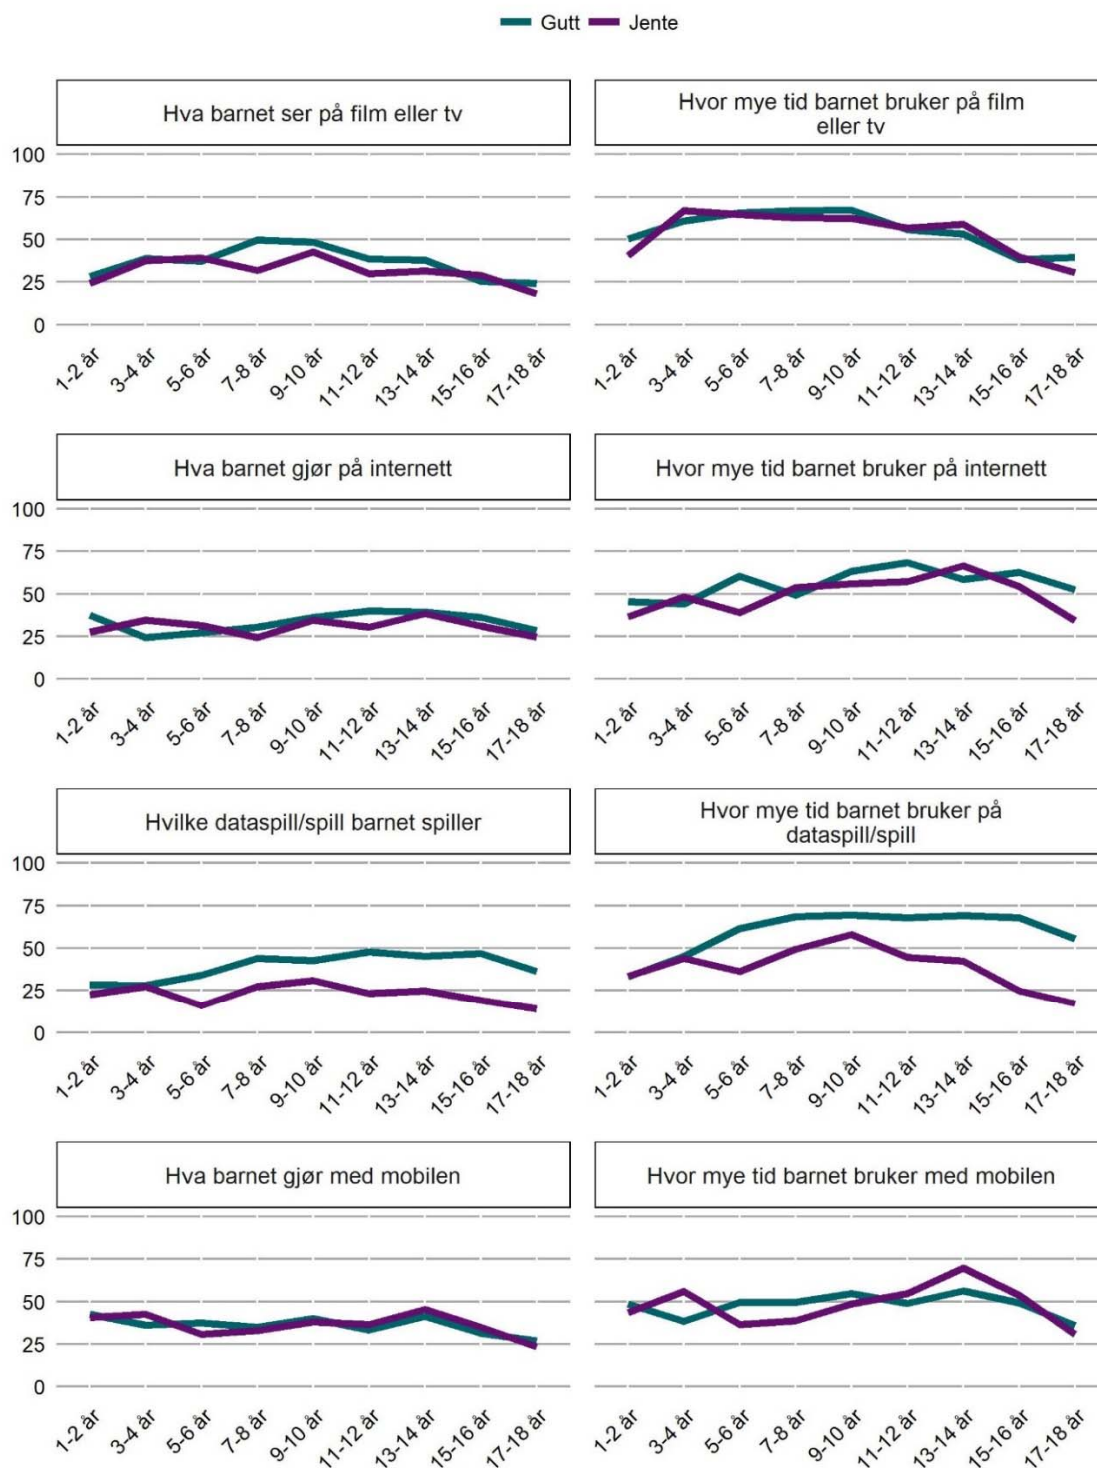 Gutt Jente
Hva barnet ser på film eller tv
Hvor mye tid barnet bruker på film
eller tv
100
75
50
25
0
1-2 år
3-4 år
5-6 år
7-8 år
9-10 år
11-12 år
13-14 år
15-16 år
17-18 år
1-2 år
3-4 år
5-6 år
7-8 år
9-10 år
11-12 år
13-14 år
15-16 år
17-18 år
Hva barnet gjør på internett
Hvor mye tid barnet bruker på internett
100
75
50
25
0
1-2 år
3-4 år
5-6 år
7-8 år
9-10 år
11-12 år
13-14 år
15-16 år
17-18 år
1-2 år
3-4 år
5-6 år
7-8 år
9-10 år
11-12 år
13-14 år
15-16 år
17-18 år
Hvilke dataspill/spill barnet spiller
Hvor mye tid barnet bruker på
dataspill/spill
100
75
50
25
0
1-2 år
3-4 år
5-6 år
7-8 år
9-10 år
11-12 år
13-14 år
15-16 år
17-18 år
1-2 år
3-4 år
5-6 år
7-8 år
9-10 år
11-12 år
13-14 år
15-16 år
17-18 år
Hva barnet gjør med mobilen
Hvor mye tid barnet bruker med mobilen
100
75
50
25
0
1-2 år
3-4 år
5-6 år
7-8 år
9-10 år
11-12 år
13-14 år
15-16 år
17-18 år
1-2 år
3-4 år
5-6 år
7-8 år
9-10 år
11-12 år
13-14 år
15-16 år
17-18 år